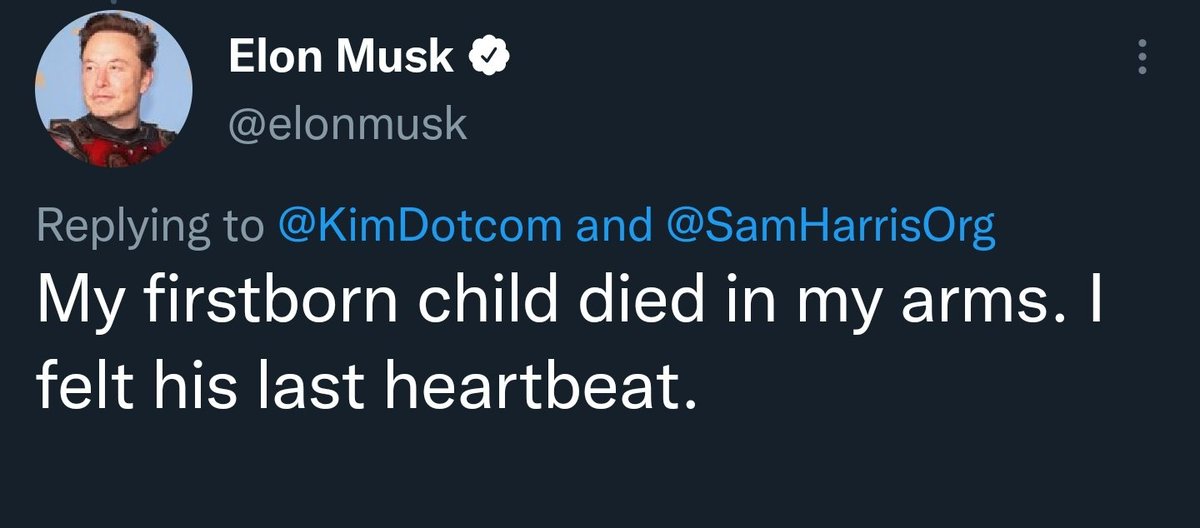 Elon Musk
@elonmusk
Replying to @KimDotcom and @SamHarrisOrg
My firstborn child died in my arms. I
felt his last heartbeat.